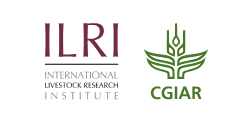 ILRI
INTERNATIONAL
LIVESTOCK RESEARCH
INSTITUTE
CGIAR